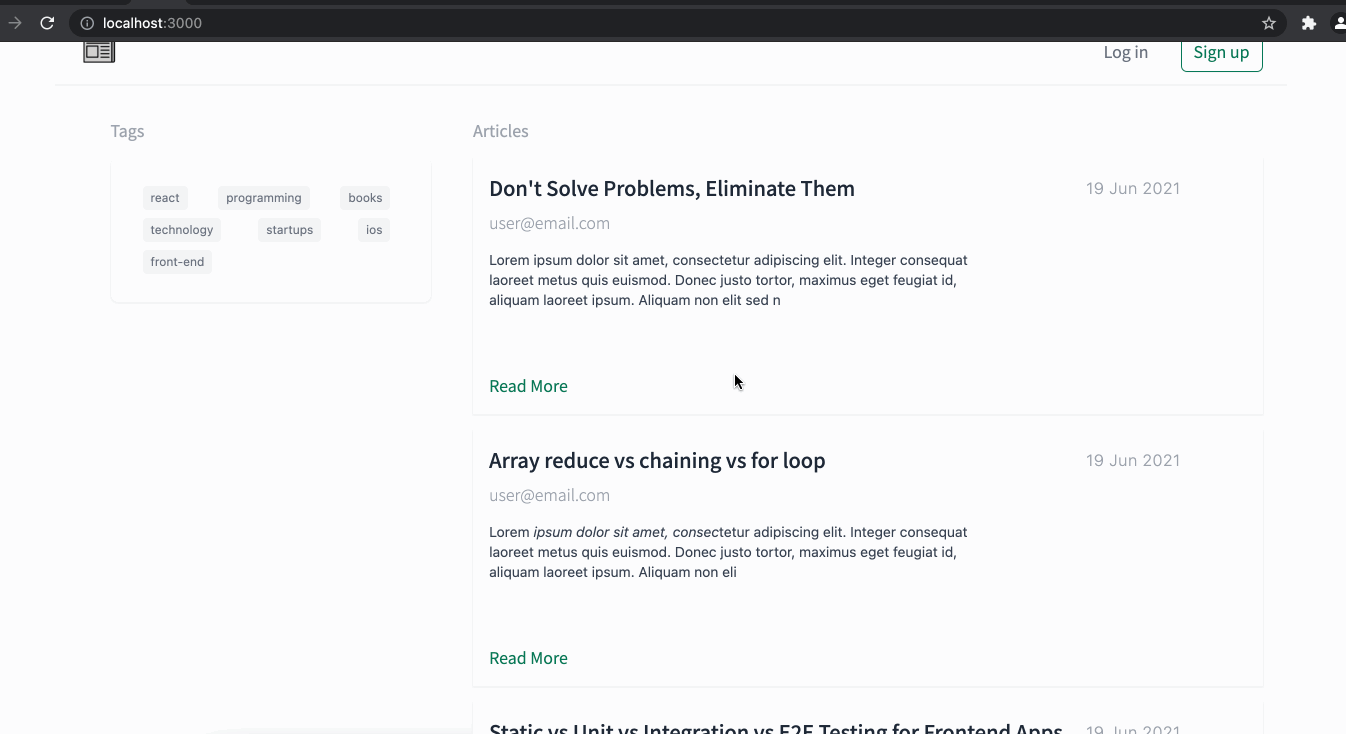 localhost:3000
Log in
Sign up
Tags
Articles
react programming books
technology startups ios
front-end
Don't Solve Problems, Eliminate Them
19 Jun 2021
user@email.com
Lorem ipsum dolor sit amet, consectetur adipiscing elit. Integer consequat
laoreet metus quis euismod. Donec justo tortor, maximus eget feugiat id,
aliquam laoreet ipsum. Aliquam non elit sed n
Read More
Array reduce vs chaining vs for loop
19 Jun 2021
user@email.com
Lorem ipsum dolor sit amet, consectetur adipiscing elit. Integer consequat
laoreet metus quis euismod. Donec justo tortor, maximus eget feugiat id,
aliquam laoreet ipsum. Aliquam non eli
Read More
Static vs Unit vs Integration vs E2E Testing for Frontend Apps
19 Jun 2021